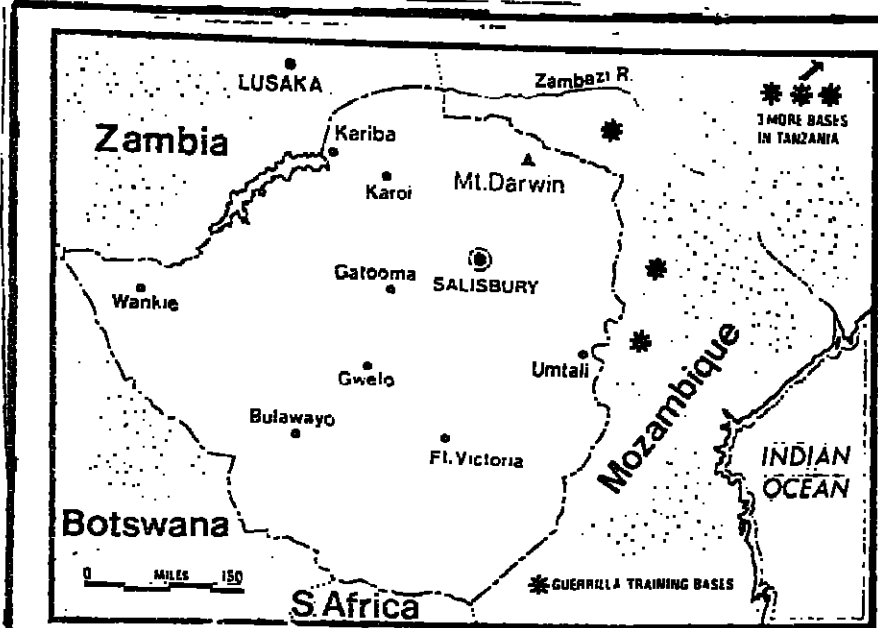 LUSAKA
Zambazi R.
3 MORE BASES
IN TANZANIA
Zambia
Kariba
Karoi
Mt.Darwin
Gatooma
SALISBURY
Wankie
Umtali
Gwelo
Mozambique
Bulawayo
Ft.Victoria
INDIAN
OCEAN
Botswana
0 MILES 150
GUERRILLA TRAINING BASES
S.Africa